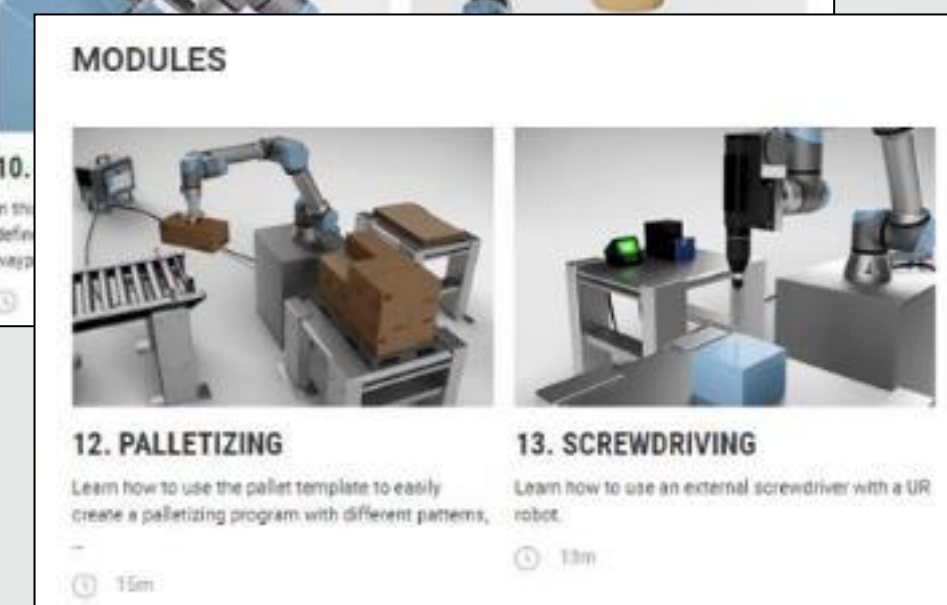 MODULES
10.
12. PALLETIZING
Learn how to use the pallet template to easily
create a palletizing program with different patterns,
...
15m
13. SCREWDRIVING
Learn how to use an external screwdriver with a UR
robot.
13m